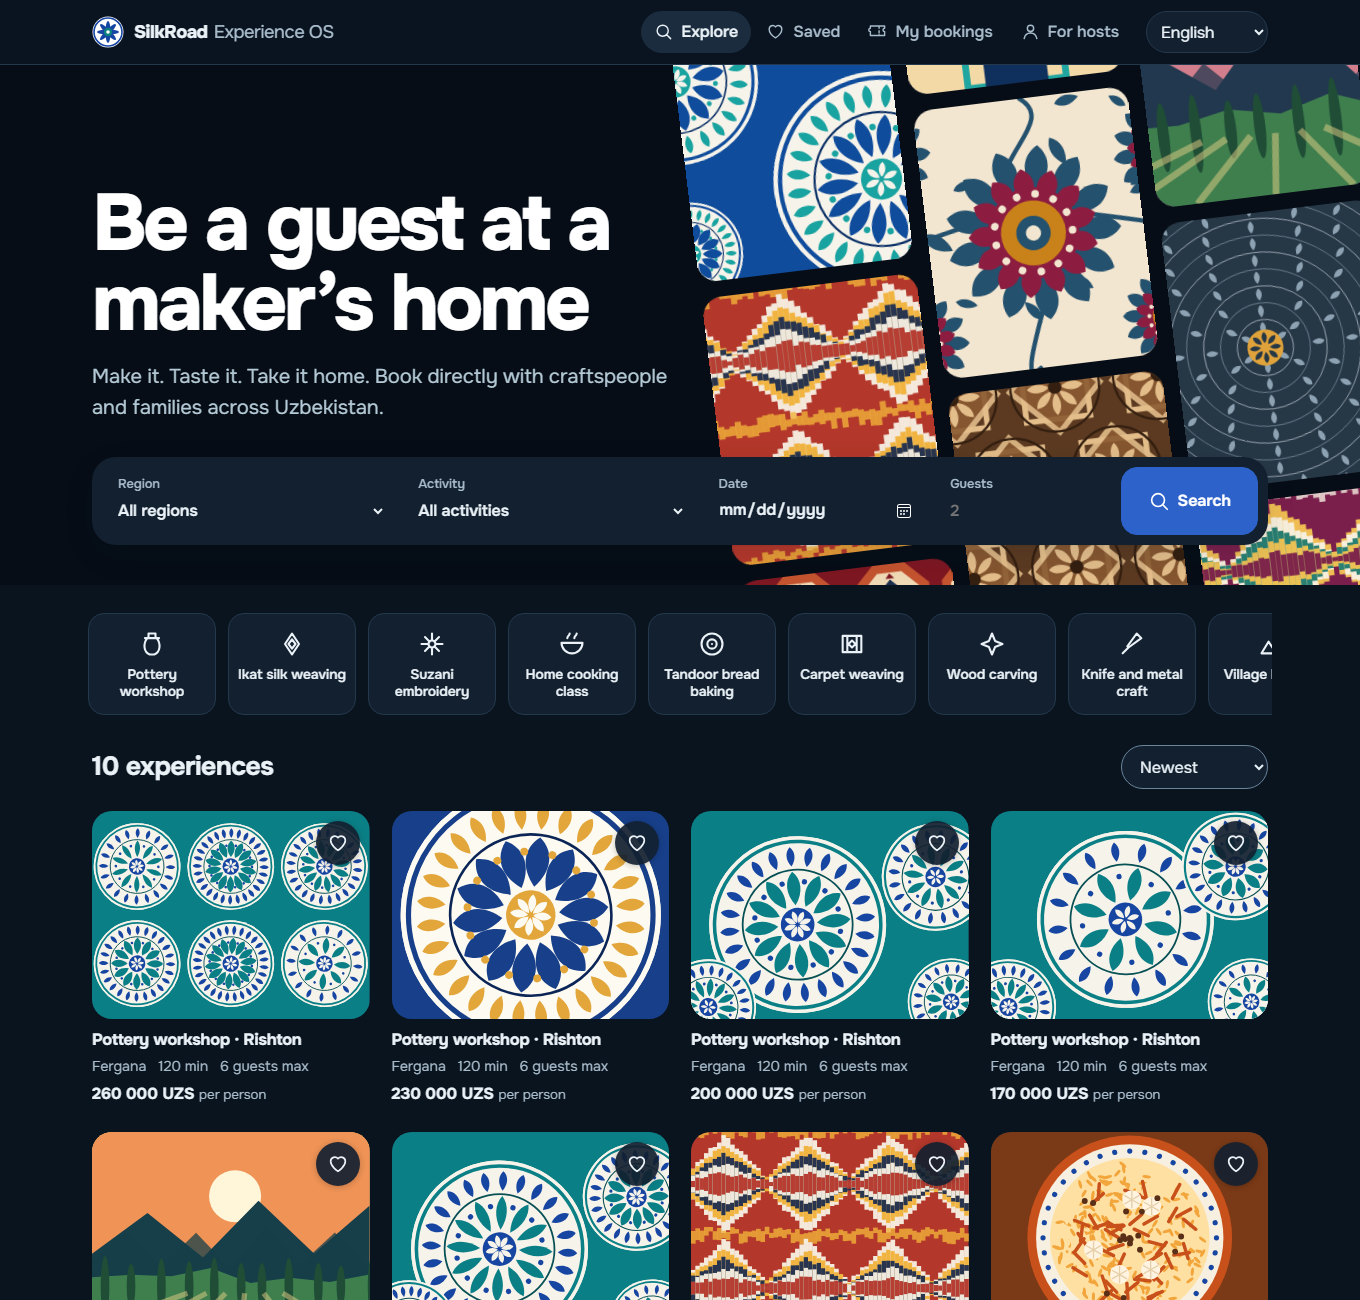 SilkRoad Experience OS
Explore
Saved
My bookings
For hosts
English
Be a guest at a
maker’s home
Make it. Taste it. Take it home. Book directly with craftspeople
and families across Uzbekistan.
Region
All regions
Activity
All activities
Date
mm/dd/yyyy
Guests
2
Search
Pottery
workshop
Ikat silk weaving
Suzani
embroidery
Home cooking
class
Tandoor bread
baking
Carpet weaving
Wood carving
Knife and metal
craft
Village
10 experiences
Newest
Pottery workshop · Rishton
Fergana 120 min 6 guests max
260 000 UZS per person
Pottery workshop · Rishton
Fergana 120 min 6 guests max
230 000 UZS per person
Pottery workshop · Rishton
Fergana 120 min 6 guests max
200 000 UZS per person
Pottery workshop · Rishton
Fergana 120 min 6 guests max
170 000 UZS per person